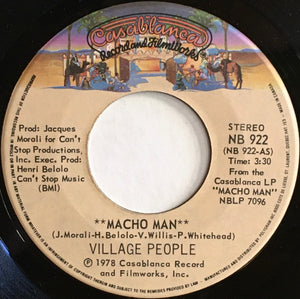 Casablanca
Record and FilmWorks
Prod: Jacques
Morali for Can't
Stop Productions,
Inc. Exec. Prod:
Henri Belolo
Can't Stop Music
(BMI)
STEREO
NB 922
(NB 922-AS)
Time: 3:30
From the
Casablanca LP
"MACHO MAN"
NBLP 7096
**MACHO MAN**
(J.Morali-H.Belolo-V.Willis-P.Whitehead)
VILLAGE PEOPLE
℗ 1978 Casablanca Record
and Filmworks, Inc.